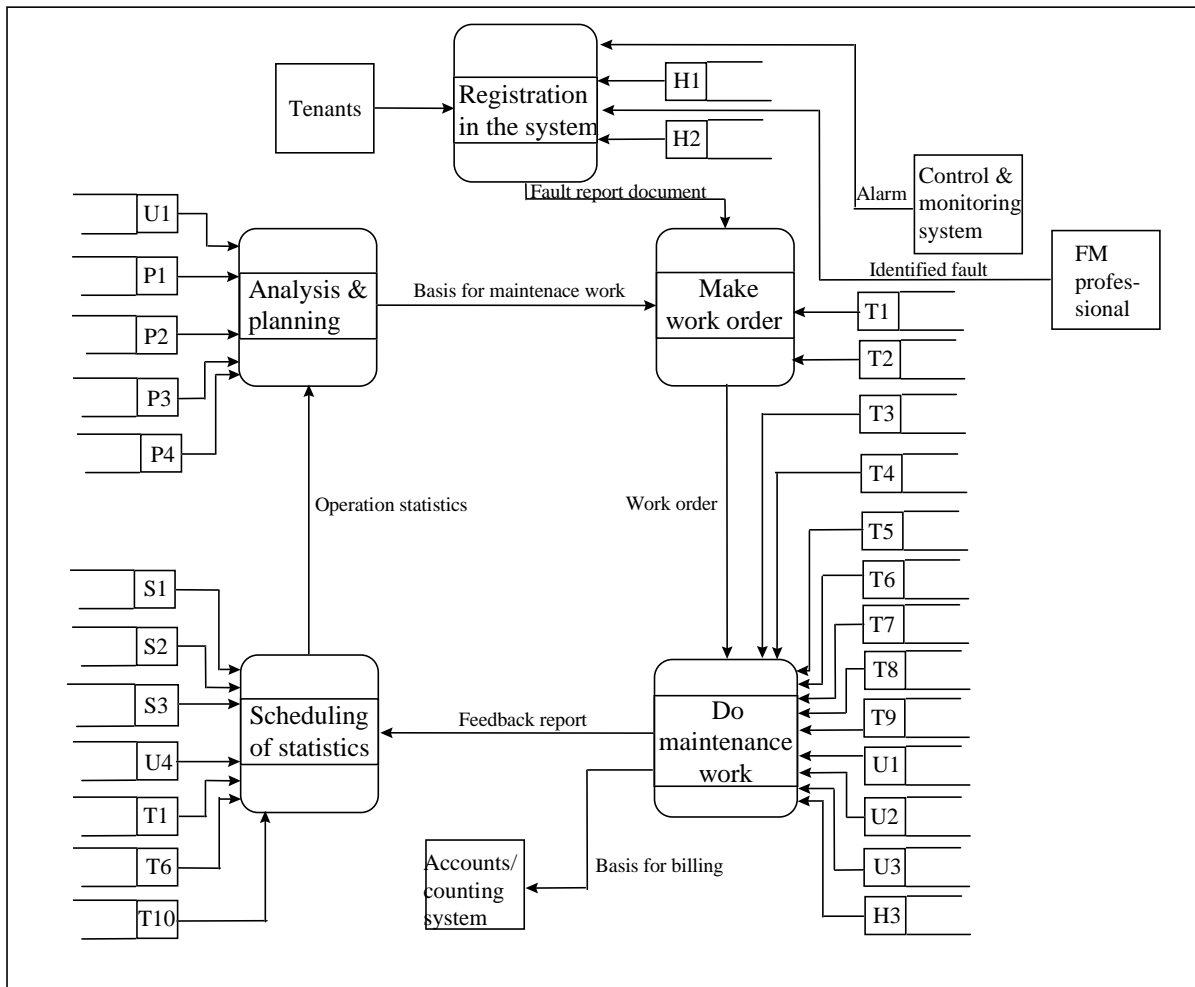 Tenants
Registration
in the system
H1
H2
Fault report document
Alarm
Control &
monitoring
system
Identified fault
FM
profes-
sional
U1
P1
P2
P3
P4
Analysis &
planning
Basis for maintenace work
Make
work order
T1
T2
T3
T4
T5
T6
T7
T8
T9
U1
U2
U3
H3
Operation statistics
Work order
S1
S2
S3
U4
T1
T6
T10
Scheduling
of statistics
Feedback report
Do
maintenance
work
Accounts/
counting
system
Basis for billing